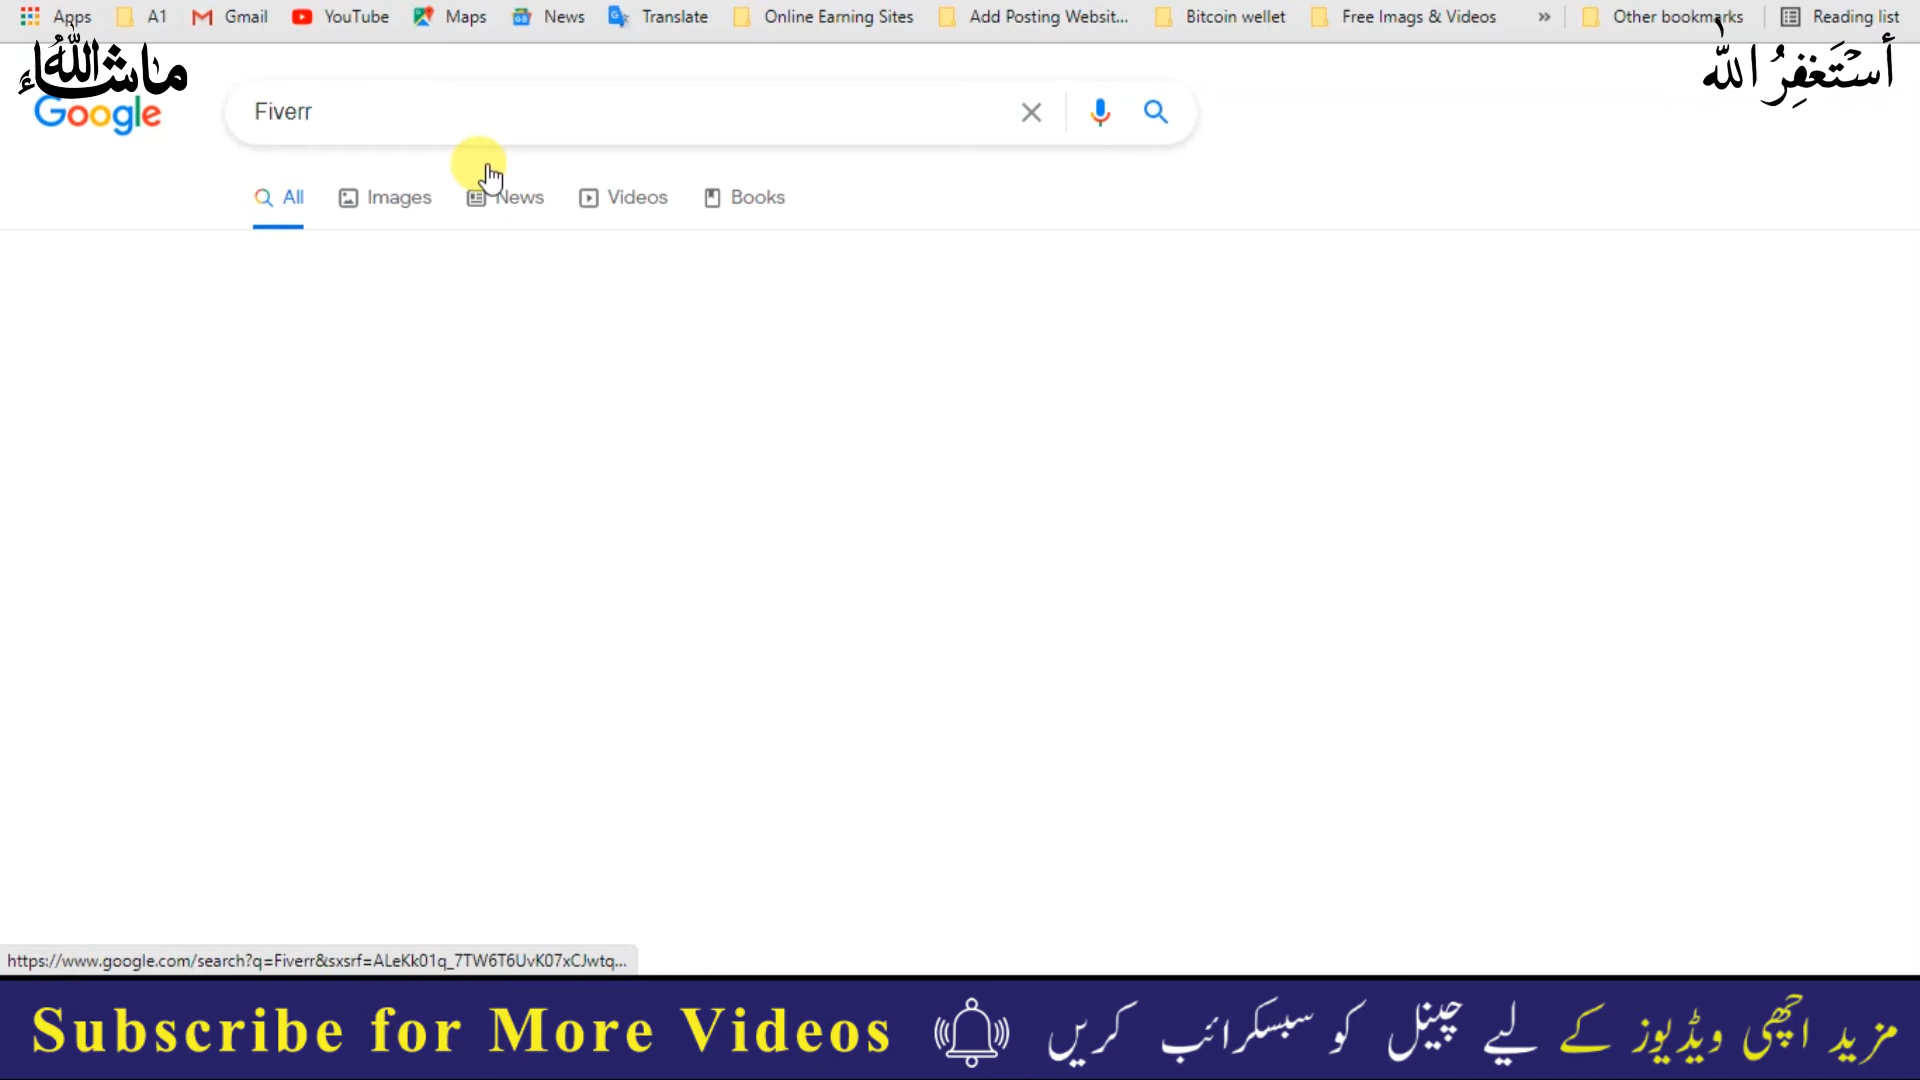 Apps A1 Gmail YouTube Maps News Translate Online Earning Sites Add Posting Websit... Bitcoin wellet Free Imags & Videos » Other bookmarks Reading list
ماشاءالله
أستغفر الله
Google
Fiverr
All Images News Videos Books
https://www.google.com/search?q=Fiverr&sxsrf=ALeKk01q_7TW6T6UvK07xCJwtq...
Subscribe for More Videos
مزید اچھی ویڈیوز کے لیے چینل کو سبسکرائب کریں